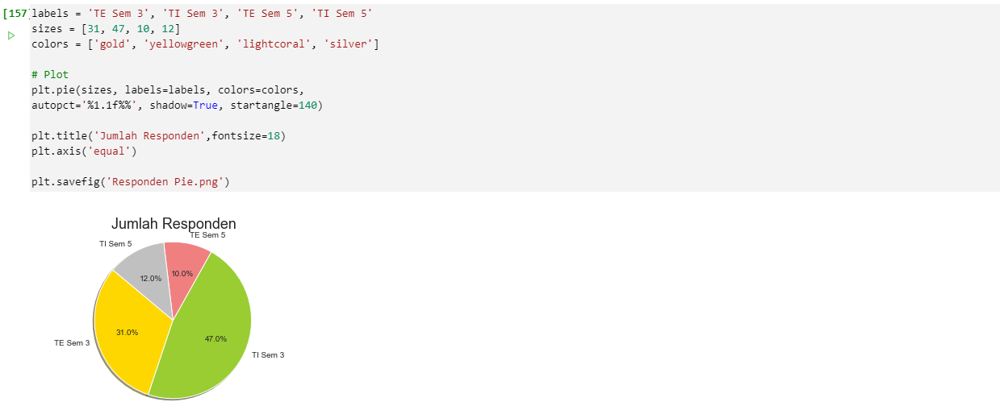 [157] labels = 'TE Sem 3', 'TI Sem 3', 'TE Sem 5', 'TI Sem 5'
sizes = [31, 47, 10, 12]
colors = ['gold', 'yellowgreen', 'lightcoral', 'silver']
# Plot
plt.pie(sizes, labels=labels, colors=colors,
autopct='%1.1f%%', shadow=True, startangle=140)
plt.title('Jumlah Responden',fontsize=18)
plt.axis('equal')
plt.savefig('Responden Pie.png')
Jumlah Responden
TE Sem 5
TI Sem 5
10.0%
12.0%
31.0%
47.0%
TE Sem 3
TI Sem 3